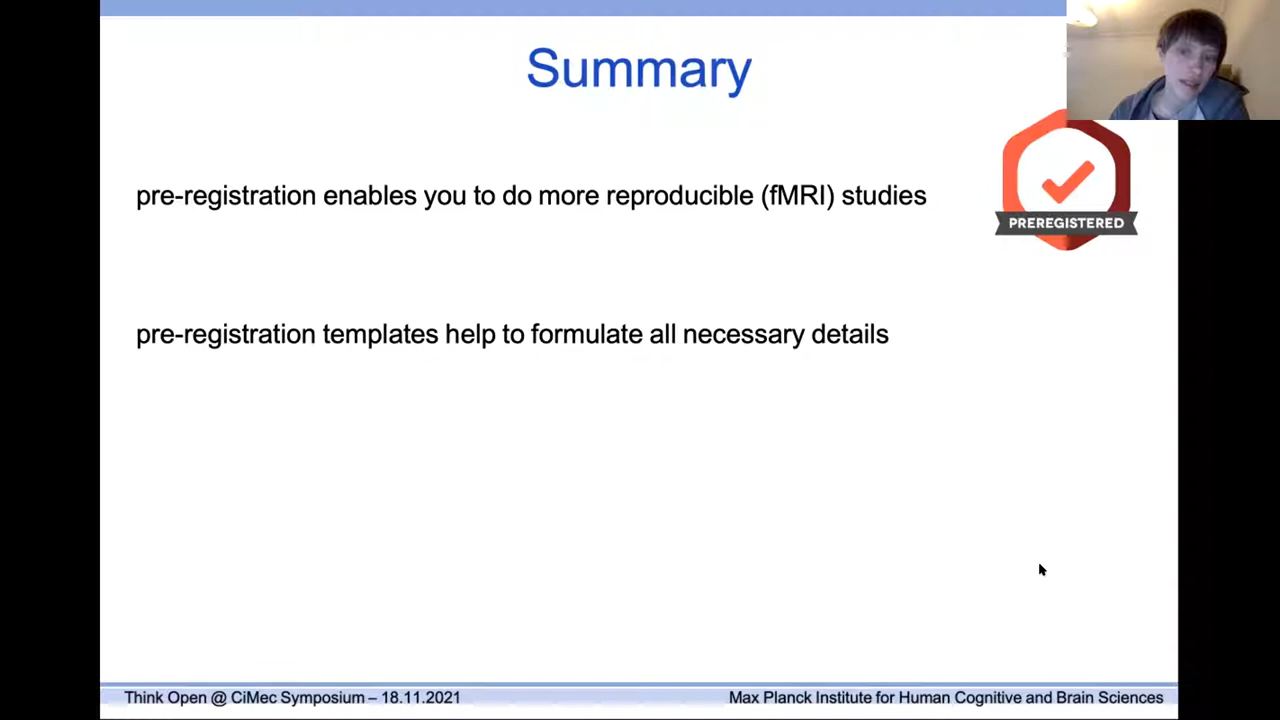 Summary
pre-registration enables you to do more reproducible (fMRI) studies
PREREGISTERED
pre-registration templates help to formulate all necessary details
Think Open @ CiMec Symposium – 18.11.2021
Max Planck Institute for Human Cognitive and Brain Sciences